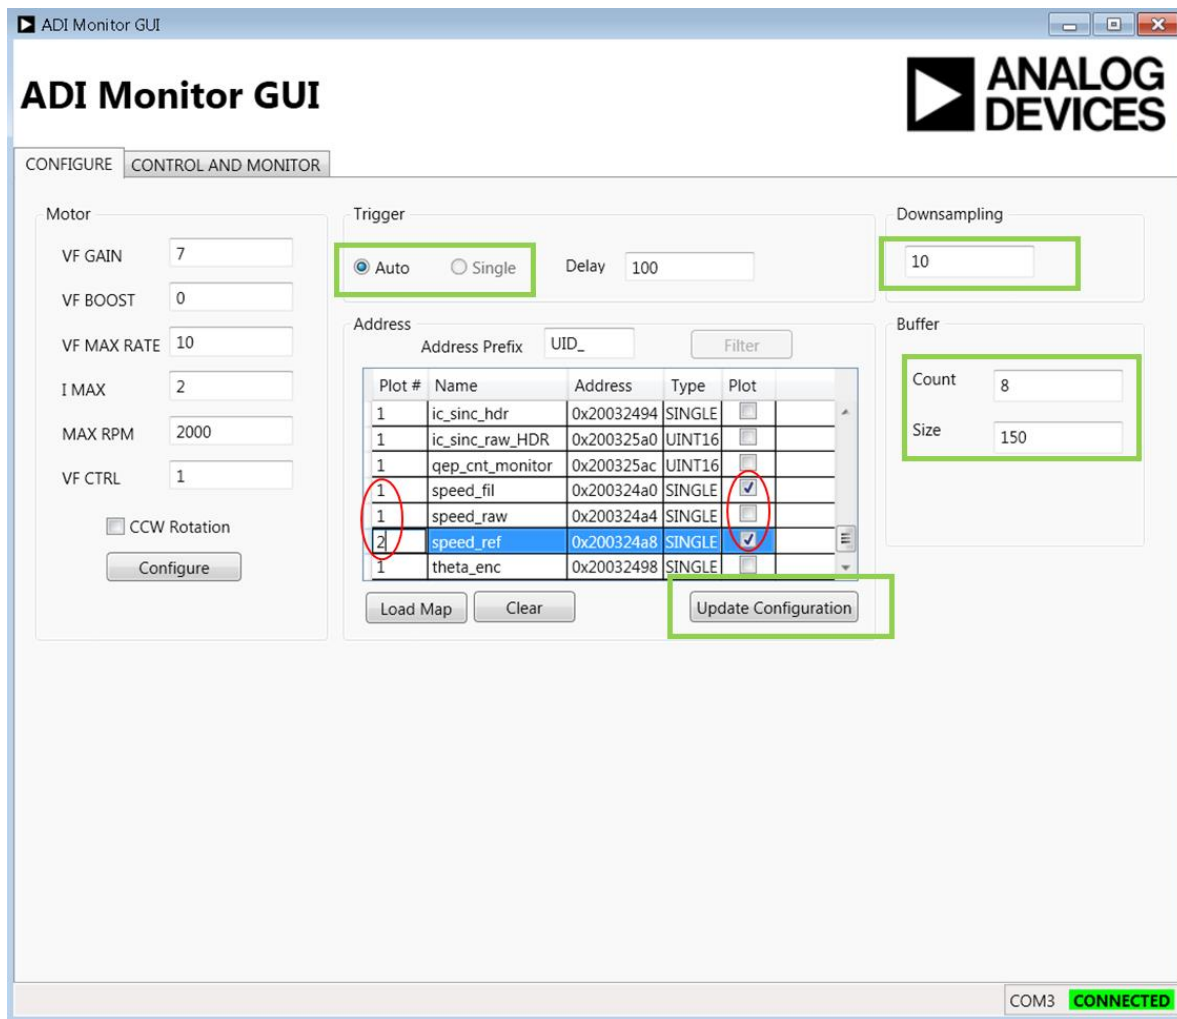 ADI Monitor GUI
ADI Monitor GUI
ANALOG
DEVICES
CONFIGURE
CONTROL AND MONITOR
Motor
VF GAIN 7
VF BOOST 0
VF MAX RATE 10
I MAX 2
MAX RPM 2000
VF CTRL 1
CCW Rotation
Configure
Trigger
Auto Single Delay 100
Address
Address Prefix UID_ Filter
Plot # Name Address Type Plot
1 ic_sinc_hdr 0x20032494 SINGLE
1 ic_sinc_raw_HDR 0x200325a0 UINT16
1 qep_cnt_monitor 0x200325ac UINT16
1 speed_fil 0x200324a0 SINGLE
1 speed_raw 0x200324a4 SINGLE
2 speed_ref 0x200324a8 SINGLE
1 theta_enc 0x20032498 SINGLE
Load Map Clear Update Configuration
Downsampling
10
Buffer
Count 8
Size 150
COM3 CONNECTED